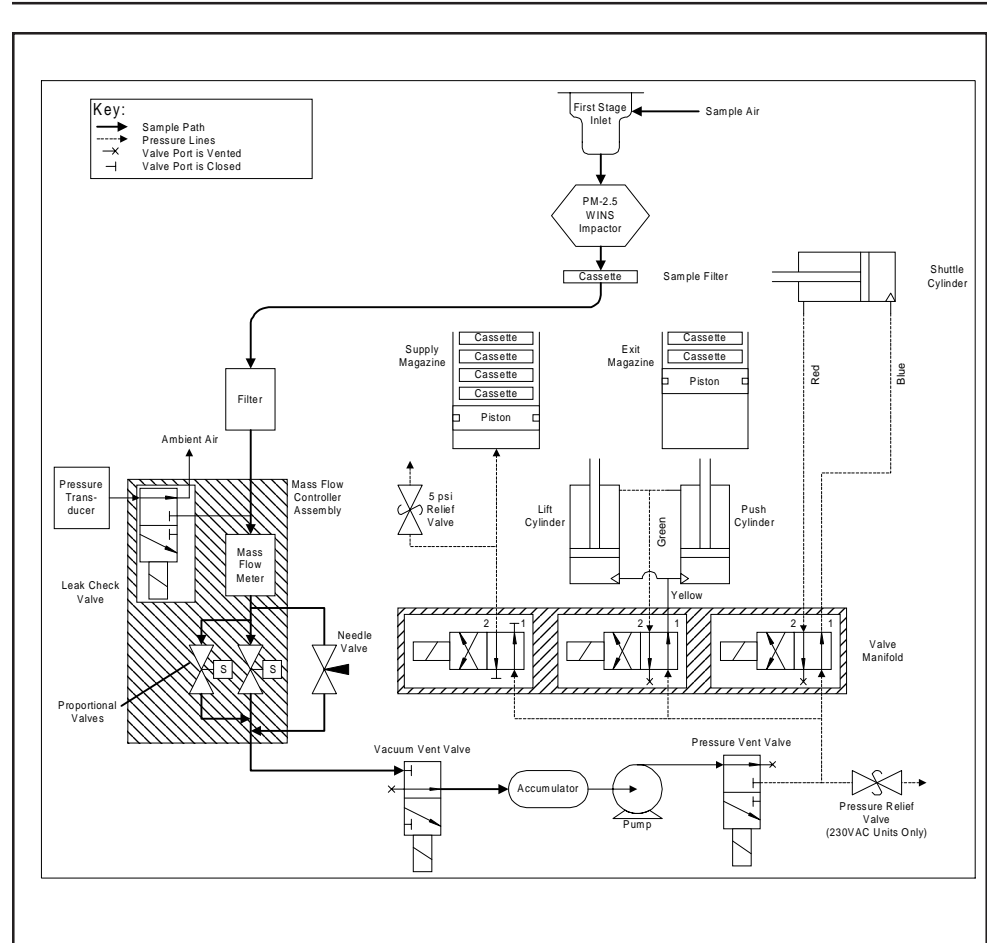 Key:
Sample Path
Pressure Lines
Valve Port is Vented
Valve Port is Closed
First Stage
Inlet
Sample Air
PM-2.5
WINS
Impactor
Cassette
Sample Filter
Shuttle
Cylinder
Supply
Magazine
Cassette
Cassette
Cassette
Cassette
Piston
Exit
Magazine
Cassette
Cassette
Piston
Red
Blue
Filter
Ambient Air
Pressure
Trans-
ducer
Mass Flow
Controller
Assembly
5 psi
Relief
Valve
Lift
Cylinder
Push
Cylinder
Green
Yellow
Mass
Flow
Meter
Leak Check
Valve
Needle
Valve
2 1
2 1
2 1
Valve
Manifold
S
S
Proportional
Valves
Vacuum Vent Valve
Pressure Vent Valve
Accumulator
Pump
Pressure Relief
Valve
(230VAC Units Only)